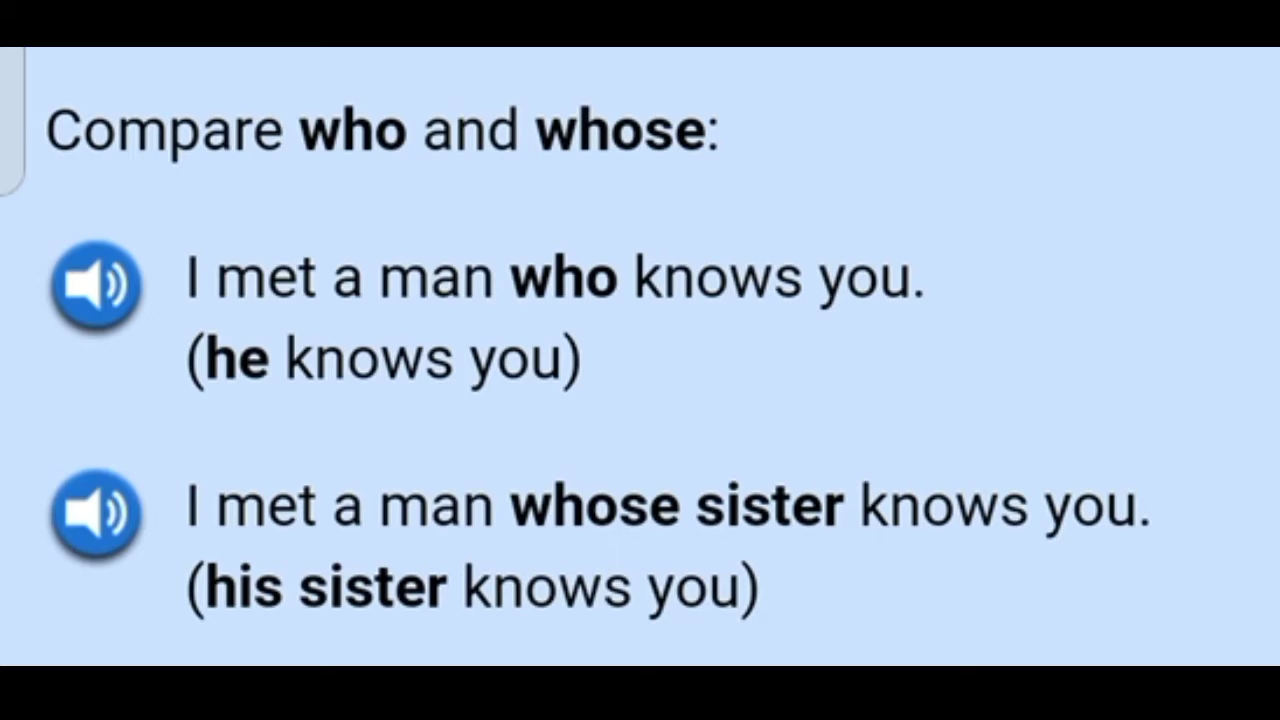 Compare who and whose:
I met a man who knows you.
(he knows you)
I met a man whose sister knows you.
(his sister knows you)